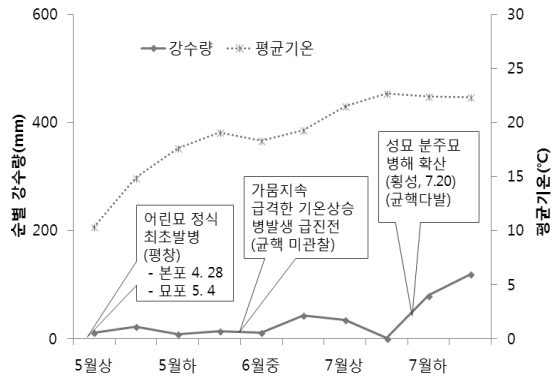 600
400
200
0
순별 강수량(mm)
강수량
평균기온
30
25
20
15
10
5
0
평균기온(℃)
어린묘 정식
최초발병
(평창)
- 본포 4. 28
- 묘포 5. 4
가뭄지속
급격한 기온상승
병발생 급진전
(균핵 미관찰)
성묘 분주묘
병해 확산
(횡성, 7.20)
(균핵다발)
5월상
5월하
6월중
7월상
7월하